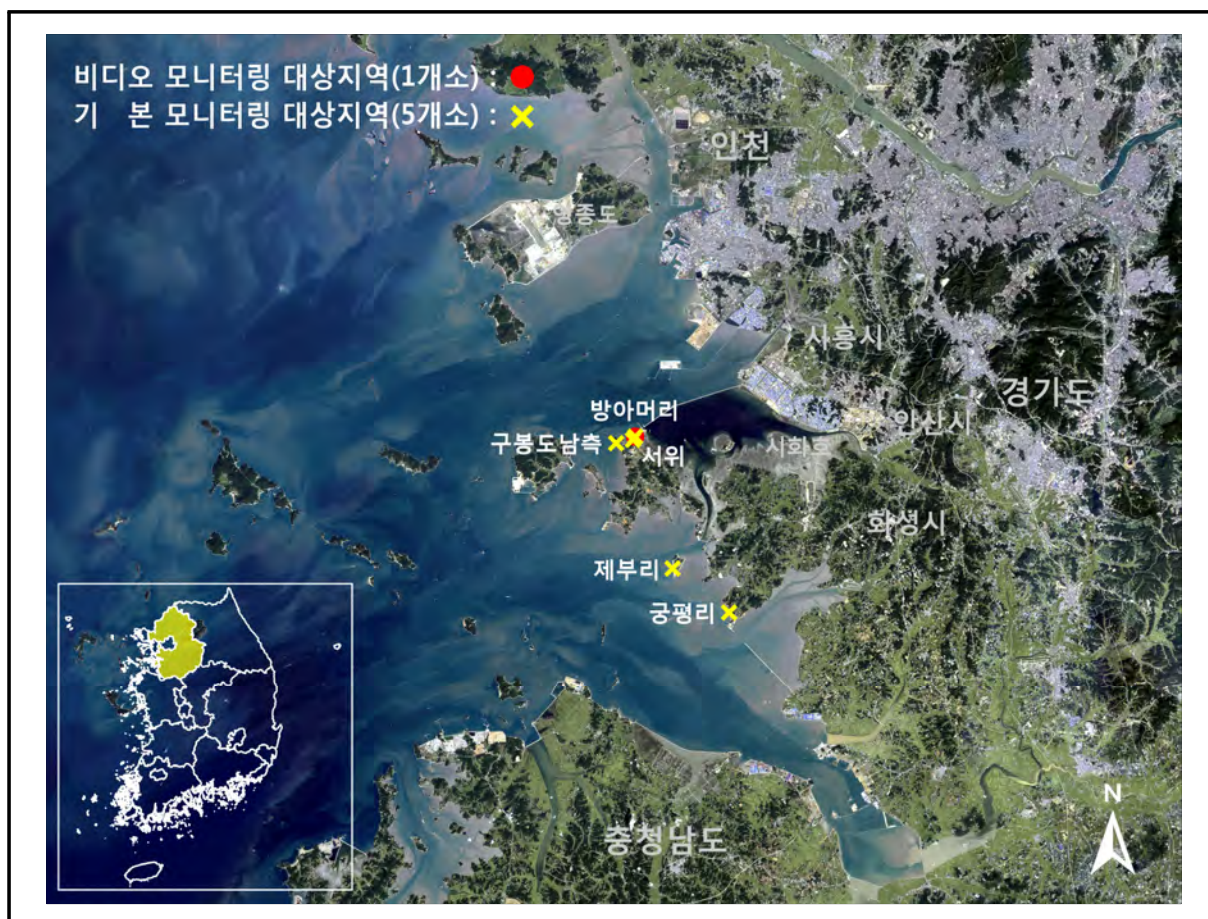 비디오 모니터링 대상지역(1개소) :
기 본 모니터링 대상지역(5개소) :
인천
영종도
시흥시
경기도
방아머리
안산시
구봉도남측
서위
시화호
화성시
제부리
궁평리
충청남도
N